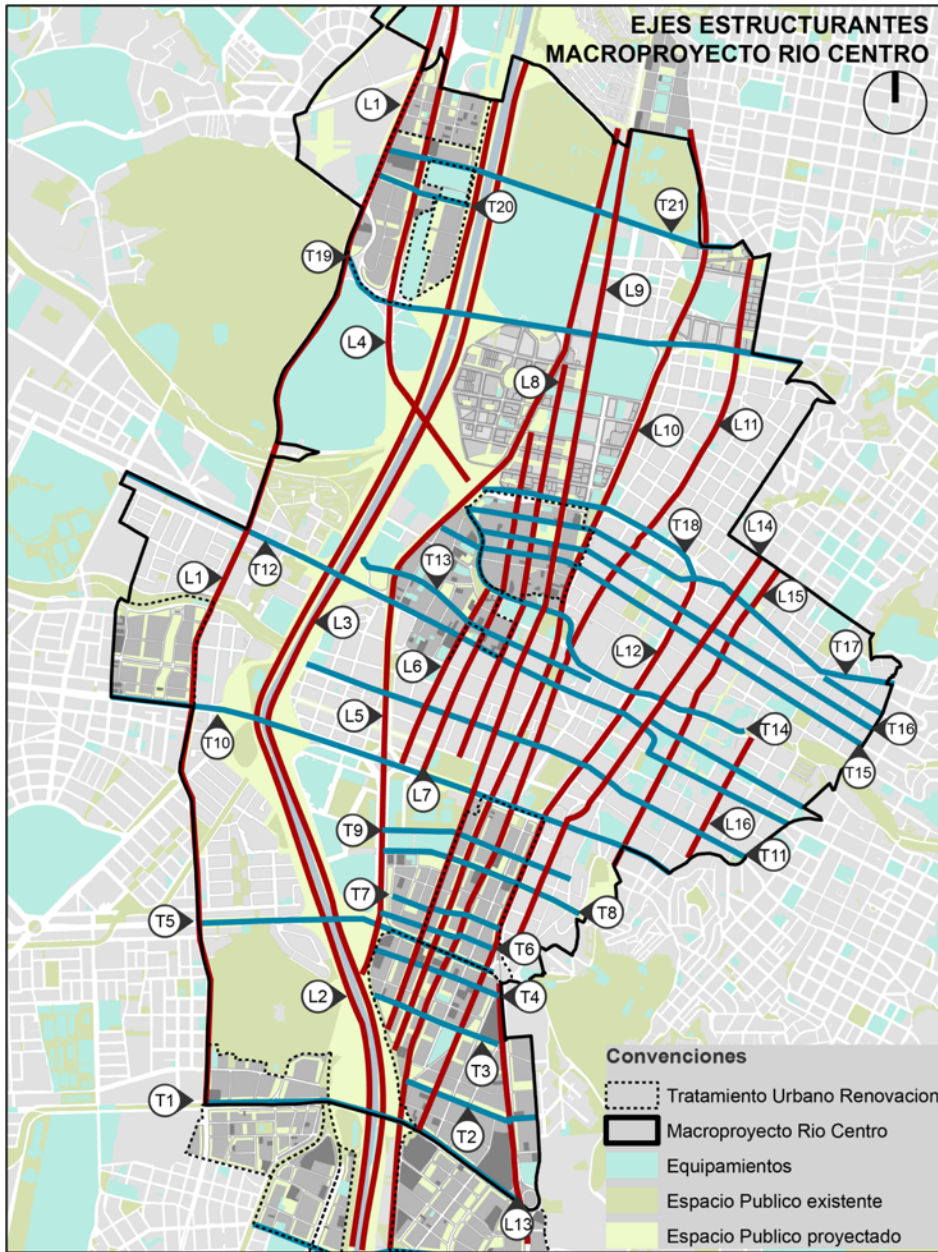 EJES ESTRUCTURANTES
MACROPROYECTO RIO CENTRO
L1
T21
T20
T19
L9
L4
L8
L10
L11
T18
L14
T12
T13
L1
L15
L3
L6
L12
T17
L5
T14
T16
T10
T15
L7
L16
T9
T11
T7
T8
T5
T6
L2
T4
T3
T1
T2
L13
Convenciones
Tratamiento Urbano Renovacion
Macroproyecto Rio Centro
Equipamientos
Espacio Publico existente
Espacio Publico proyectado